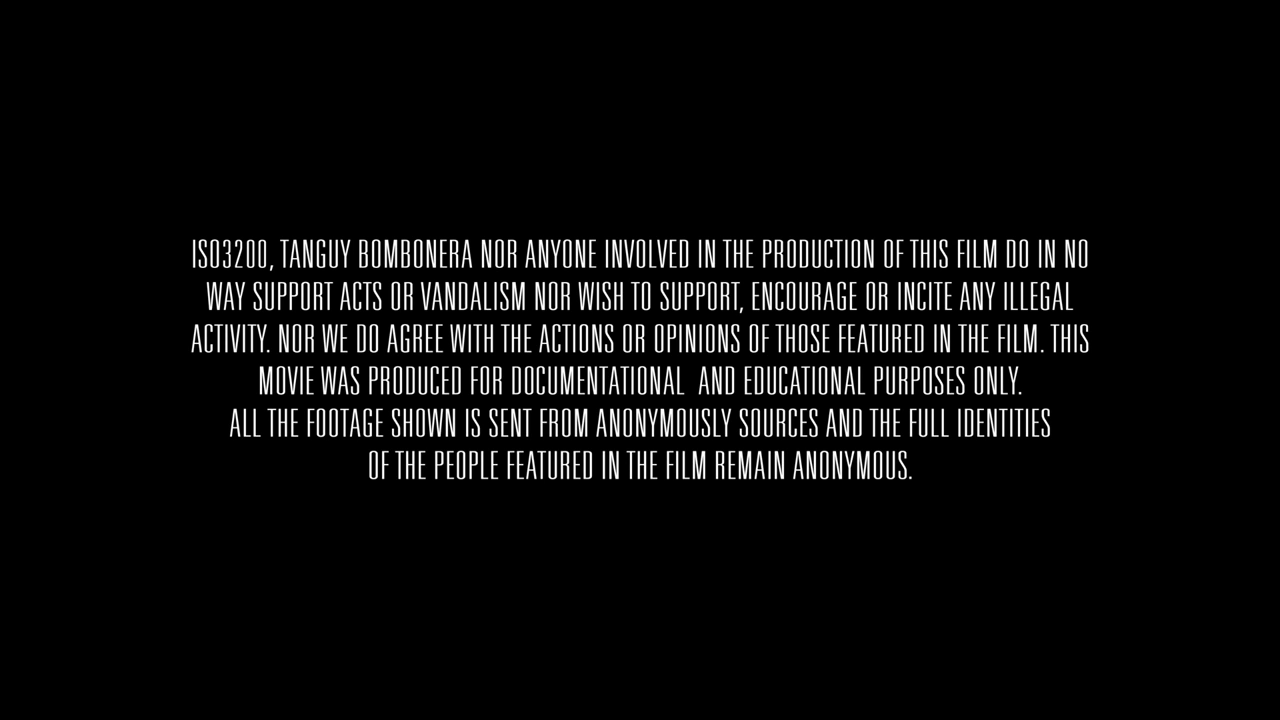 ISO3200, TANGUY BOMBONERA NOR ANYONE INVOLVED IN THE PRODUCTION OF THIS FILM DO IN NO
WAY SUPPORT ACTS OR VANDALISM NOR WISH TO SUPPORT, ENCOURAGE OR INCITE ANY ILLEGAL
ACTIVITY. NOR WE DO AGREE WITH THE ACTIONS OR OPINIONS OF THOSE FEATURED IN THE FILM. THIS
MOVIE WAS PRODUCED FOR DOCUMENTATIONAL  AND EDUCATIONAL PURPOSES ONLY.
ALL THE FOOTAGE SHOWN IS SENT FROM ANONYMOUSLY SOURCES AND THE FULL IDENTITIES
OF THE PEOPLE FEATURED IN THE FILM REMAIN ANONYMOUS.